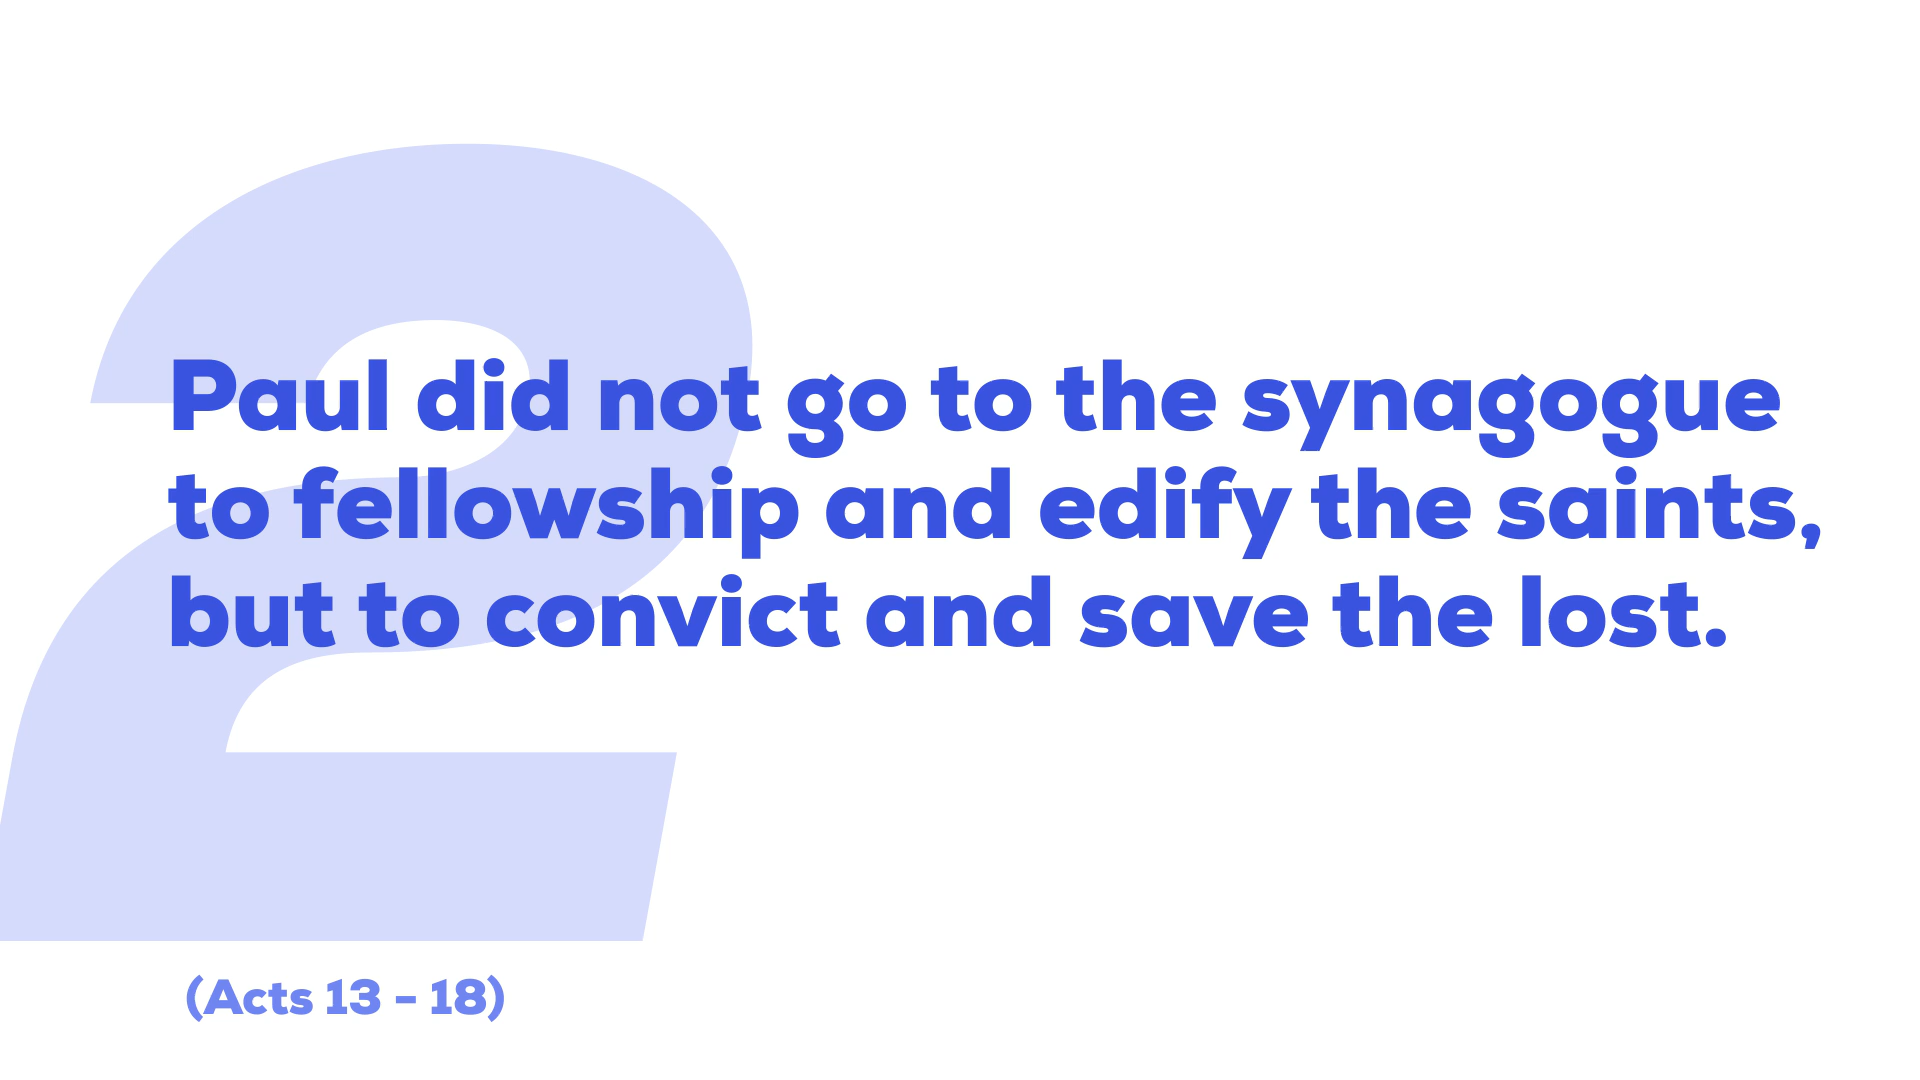 2
Paul did not go to the synagogue
to fellowship and edify the saints,
but to convict and save the lost.
(Acts 13 - 18)